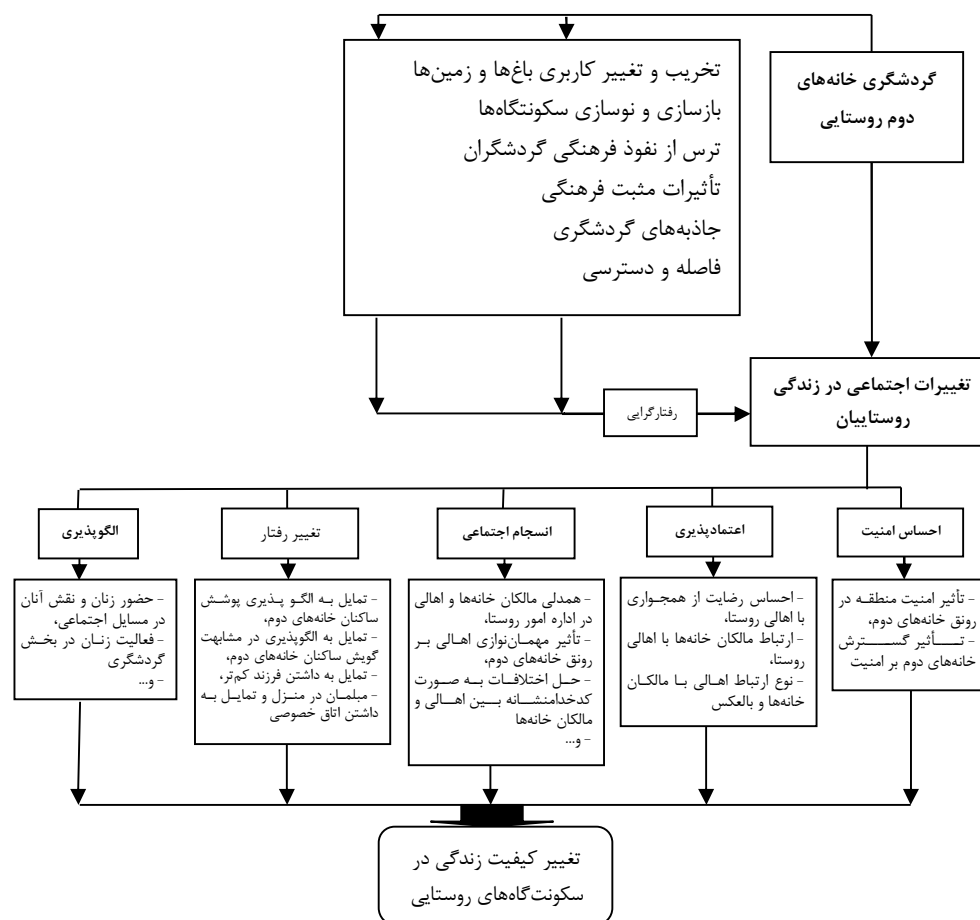 گردشگری خانه‌های
دوم روستایی
تخریب و تغییر کاربری باغ‌ها و زمین‌ها
بازسازی و نوسازی سکونتگاه‌ها
ترس از نفوذ فرهنگی گردشگران
تأثیرات مثبت فرهنگی
جاذبه‌های گردشگری
فاصله و دسترسی
تغییرات اجتماعی در زندگی
روستاییان
رفتارگرایی
احساس امنیت
اعتمادپذیری
انسجام اجتماعی
تغییر رفتار
الگوپذیری
- تأثیر امنیت منطقه در
رونق خانه‌های دوم،
- تأثیر گسترش
خانه‌های دوم بر امنیت
- احساس رضایت از همجواری
با اهالی روستا،
- ارتباط مالکان خانه‌ها با اهالی
روستا،
- نوع ارتباط اهالی با مالکان
خانه‌ها و بالعکس
- همدلی مالکان خانه‌ها و اهالی
در اداره امور روستا،
- تأثیر مهمان‌نوازی اهالی بر
رونق خانه‌های دوم،
- حل اختلافات به صورت
کدخدامنشانه بین اهالی و
مالکان خانه‌ها
- و...
- تمایل به الگو پذیری پوشش
ساکنان خانه‌های دوم،
- تمایل به الگوپذیری در مشابهت
گویش ساکنان خانه‌های دوم،
- تمایل به داشتن فرزند کم‌تر،
- مبلمان در منزل و تمایل به
داشتن اتاق خصوصی
- حضور زنان و نقش آنان
در مسایل اجتماعی،
- فعالیت زنان در بخش
گردشگری
- و...
تغییر کیفیت زندگی در
سکونت‌گاه‌های روستایی